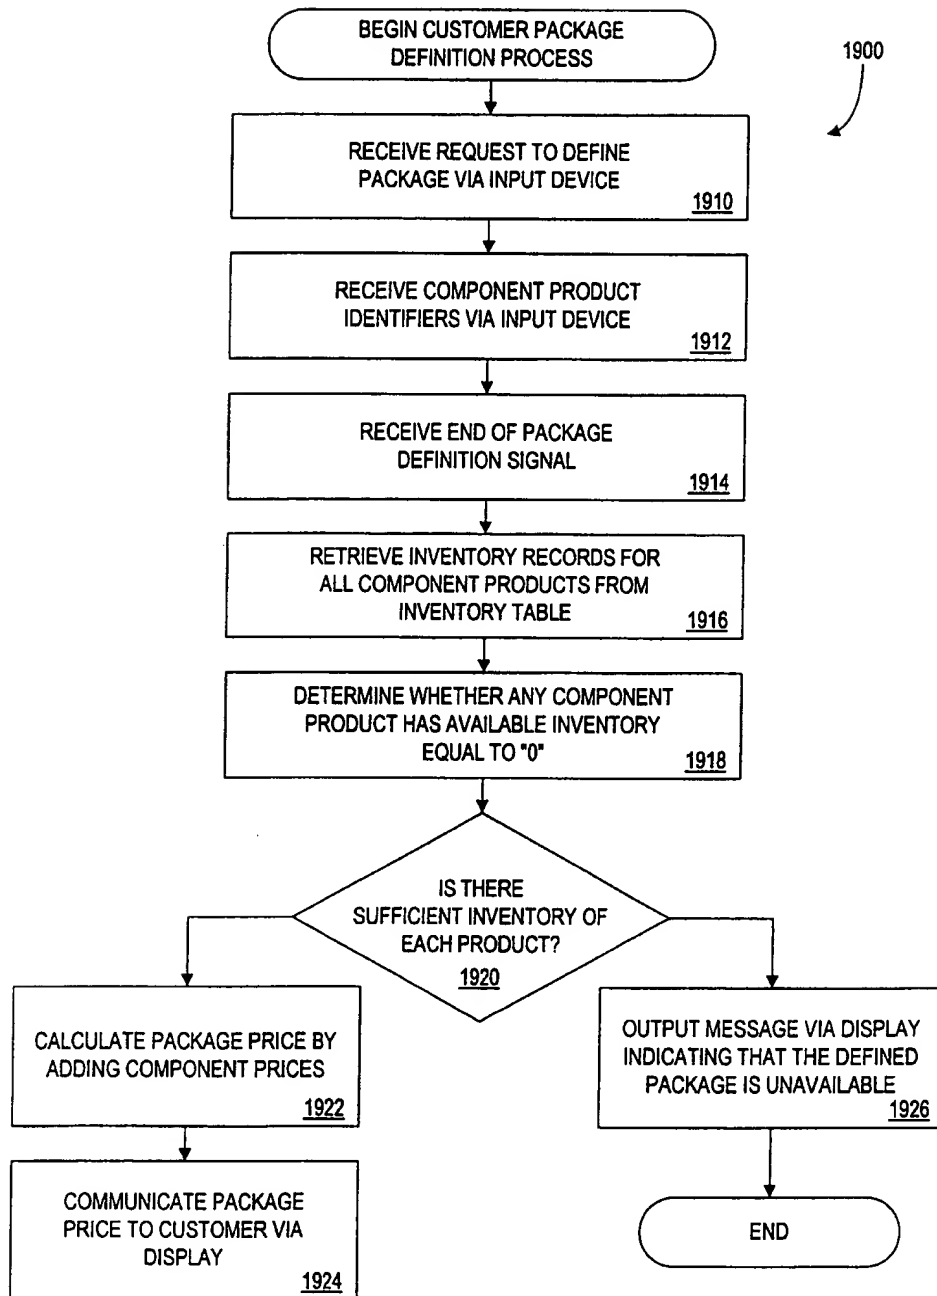 BEGIN CUSTOMER PACKAGE
DEFINITION PROCESS
1900
RECEIVE REQUEST TO DEFINE
PACKAGE VIA INPUT DEVICE
1910
RECEIVE COMPONENT PRODUCT
IDENTIFIERS VIA INPUT DEVICE
1912
RECEIVE END OF PACKAGE
DEFINITION SIGNAL
1914
RETRIEVE INVENTORY RECORDS FOR
ALL COMPONENT PRODUCTS FROM
INVENTORY TABLE
1916
DETERMINE WHETHER ANY COMPONENT
PRODUCT HAS AVAILABLE INVENTORY
EQUAL TO "0"
1918
IS THERE
SUFFICIENT INVENTORY OF
EACH PRODUCT?
1920
CALCULATE PACKAGE PRICE BY
ADDING COMPONENT PRICES
1922
COMMUNICATE PACKAGE
PRICE TO CUSTOMER VIA
DISPLAY
1924
OUTPUT MESSAGE VIA DISPLAY
INDICATING THAT THE DEFINED
PACKAGE IS UNAVAILABLE
1926
END